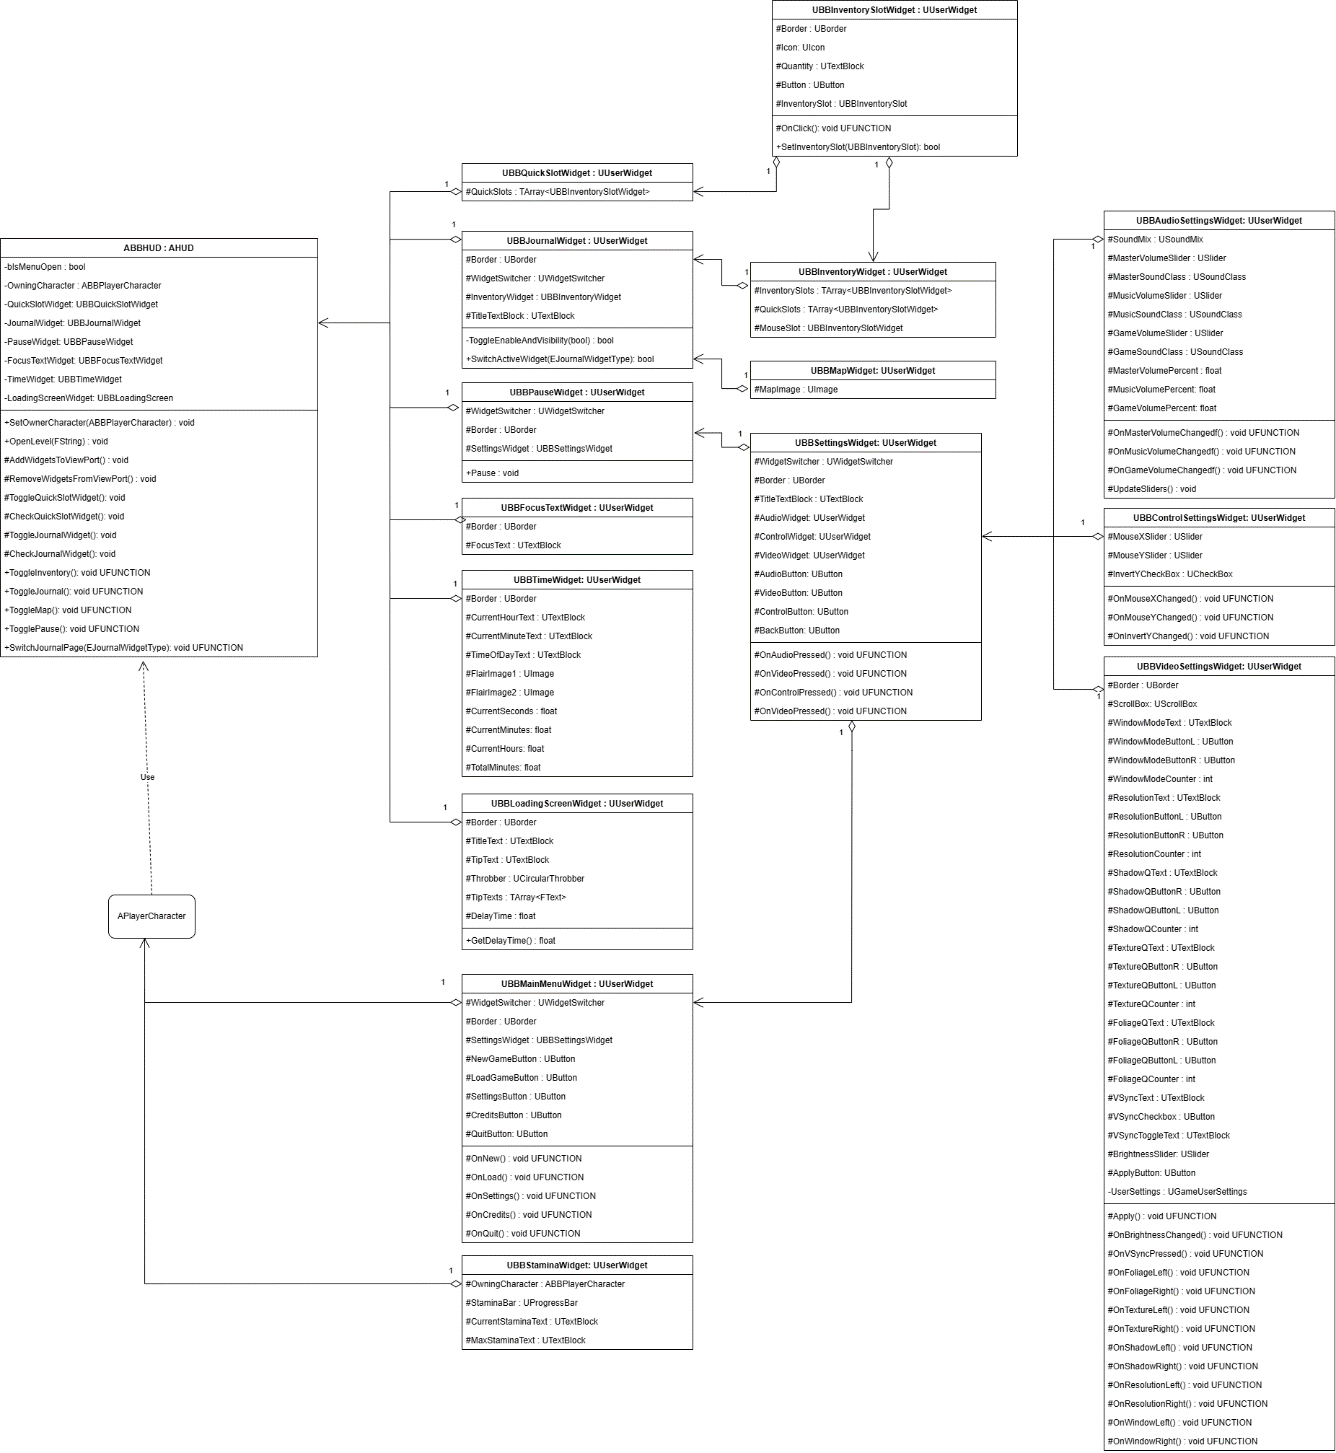 UBBInventorySlotWidget : UUserWidget
#Border : UBorder
#Icon: UIcon
#Quantity : UTextBlock
#Button : UButton
#InventorySlot : UBBInventorySlot
#OnClick(): void UFUNCTION
+SetInventorySlot(UBBInventorySlot): bool
1
1
UBBQuickSlotWidget : UUserWidget
#QuickSlots : TArray<UBBInventorySlotWidget>
1
UBBJournalWidget : UUserWidget
#Border : UBorder
#WidgetSwitcher : UWidgetSwitcher
#InventoryWidget : UBBInventoryWidget
#TitleTextBlock : UTextBlock
-ToggleEnableAndVisibility(bool) : bool
+SwitchActiveWidget(EJournalWidgetType): bool
1
UBBInventoryWidget : UUserWidget
#InventorySlots : TArray<UBBInventorySlotWidget>
#QuickSlots : TArray<UBBInventorySlotWidget>
#MouseSlot : UBBInventorySlotWidget
1
UBBMapWidget: UUserWidget
#MapImage : UImage
1
ABBHUD : AHUD
-bIsMenuOpen : bool
-OwningCharacter : ABBPlayerCharacter
-QuickSlotWidget: UBBQuickSlotWidget
-JournalWidget: UBBJournalWidget
-PauseWidget: UBBPauseWidget
-FocusTextWidget: UBBFocusTextWidget
-TimeWidget: UBBTimeWidget
-LoadingScreenWidget: UBBLoadingScreen
+SetOwnerCharacter(ABBPlayerCharacter) : void
+OpenLevel(FString) : void
#AddWidgetsToViewPort() : void
#RemoveWidgetsFromViewPort() : void
#ToggleQuickSlotWidget(): void
#CheckQuickSlotWidget(): void
#ToggleJournalWidget(): void
#CheckJournalWidget(): void
+ToggleInventory(): void UFUNCTION
+ToggleJournal(): void UFUNCTION
+ToggleMap(): void UFUNCTION
+TogglePause(): void UFUNCTION
+SwitchJournalPage(EJournalWidgetType): void UFUNCTION
UBBPauseWidget : UUserWidget
#WidgetSwitcher : UWidgetSwitcher
#Border : UBorder
#SettingsWidget : UBBSettingsWidget
+Pause : void
1
UBBFocusTextWidget : UUserWidget
#Border : UBorder
#FocusText : UTextBlock
1
UBBTimeWidget: UUserWidget
#Border : UBorder
#CurrentHourText : UTextBlock
#CurrentMinuteText : UTextBlock
#TimeOfDayText : UTextBlock
#FlairImage1 : UImage
#FlairImage2 : UImage
#CurrentSeconds : float
#CurrentMinutes: float
#CurrentHours: float
#TotalMinutes: float
1
UBBLoadingScreenWidget : UUserWidget
#Border : UBorder
#TitleText : UTextBlock
#TipText : UTextBlock
#Throbber : UCircularThrobber
#TipTexts : TArray<FText>
#DelayTime : float
+GetDelayTime() : float
1
UBBSettingsWidget: UUserWidget
#WidgetSwitcher : UWidgetSwitcher
#Border : UBorder
#TitleTextBlock : UTextBlock
#AudioWidget: UUserWidget
#ControlWidget: UUserWidget
#VideoWidget: UUserWidget
#AudioButton: UButton
#VideoButton: UButton
#ControlButton: UButton
#BackButton: UButton
#OnAudioPressed() : void UFUNCTION
#OnVideoPressed() : void UFUNCTION
#OnControlPressed() : void UFUNCTION
#OnVideoPressed() : void UFUNCTION
1
1
UBBAudioSettingsWidget: UUserWidget
#SoundMix : USoundMix
#MasterVolumeSlider : USlider
#MasterSoundClass : USoundClass
#MusicVolumeSlider : USlider
#MusicSoundClass : USoundClass
#GameVolumeSlider : USlider
#GameSoundClass : USoundClass
#MasterVolumePercent : float
#MusicVolumePercent: float
#GameVolumePercent: float
#OnMasterVolumeChangedf() : void UFUNCTION
#OnMusicVolumeChangedf() : void UFUNCTION
#OnGameVolumeChangedf() : void UFUNCTION
#UpdateSliders() : void
1
UBBControlSettingsWidget: UUserWidget
#MouseXSlider : USlider
#MouseYSlider : USlider
#InvertYCheckBox : UCheckBox
#OnMouseXChanged() : void UFUNCTION
#OnMouseYChanged() : void UFUNCTION
#OnInvertYChanged() : void UFUNCTION
1
UBBVideoSettingsWidget: UUserWidget
#Border : UBorder
#ScrollBox: UScrollBox
#WindowModeText : UTextBlock
#WindowModeButtonL : UButton
#WindowModeButtonR : UButton
#WindowModeCounter : int
#ResolutionText : UTextBlock
#ResolutionButtonL : UButton
#ResolutionButtonR : UButton
#ResolutionCounter : int
#ShadowQText : UTextBlock
#ShadowQButtonR : UButton
#ShadowQButtonL : UButton
#ShadowQCounter : int
#TextureQText : UTextBlock
#TextureQButtonR : UButton
#TextureQButtonL : UButton
#TextureQCounter : int
#FoliageQText : UTextBlock
#FoliageQButtonR : UButton
#FoliageQButtonL : UButton
#FoliageQCounter : int
#VSyncText : UTextBlock
#VSyncCheckbox : UButton
#VSyncToggleText : UTextBlock
#BrightnessSlider: USlider
#ApplyButton: UButton
-UserSettings : UGameUserSettings
#Apply() : void UFUNCTION
#OnBrightnessChanged() : void UFUNCTION
#OnVSyncPressed() : void UFUNCTION
#OnFoliageLeft() : void UFUNCTION
#OnFoliageRight() : void UFUNCTION
#OnTextureLeft() : void UFUNCTION
#OnTextureRight() : void UFUNCTION
#OnShadowLeft() : void UFUNCTION
#OnShadowRight() : void UFUNCTION
#OnResolutionLeft() : void UFUNCTION
#OnResolutionRight() : void UFUNCTION
#OnWindowLeft() : void UFUNCTION
#OnWindowRight() : void UFUNCTION
1
Use
APlayerCharacter
UBBMainMenuWidget : UUserWidget
#WidgetSwitcher : UWidgetSwitcher
#Border : UBorder
#SettingsWidget : UBBSettingsWidget
#NewGameButton : UButton
#LoadGameButton : UButton
#SettingsButton : UButton
#CreditsButton : UButton
#QuitButton: UButton
#OnNew() : void UFUNCTION
#OnLoad() : void UFUNCTION
#OnSettings() : void UFUNCTION
#OnCredits() : void UFUNCTION
#OnQuit() : void UFUNCTION
1
UBBStaminaWidget: UUserWidget
#OwningCharacter : ABBPlayerCharacter
#StaminaBar : UProgressBar
#CurrentStaminaText : UTextBlock
#MaxStaminaText : UTextBlock
1